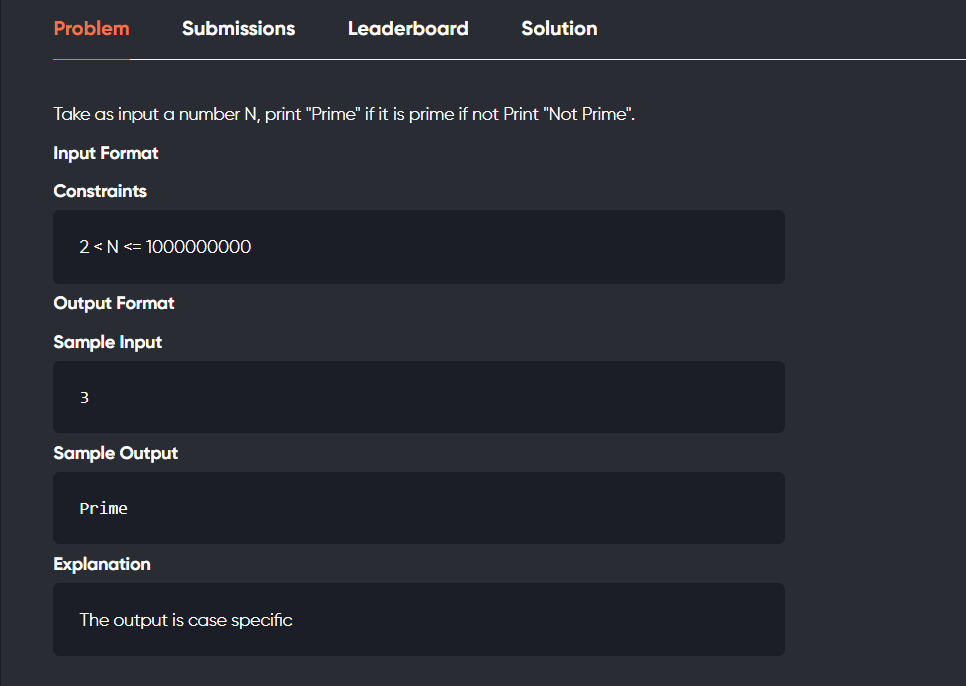 Problem Submissions Leaderboard Solution
Take as input a number N, print "Prime" if it is prime if not Print "Not Prime".
Input Format
Constraints
2 < N <= 1000000000
Output Format
Sample Input
3
Sample Output
Prime
Explanation
The output is case specific